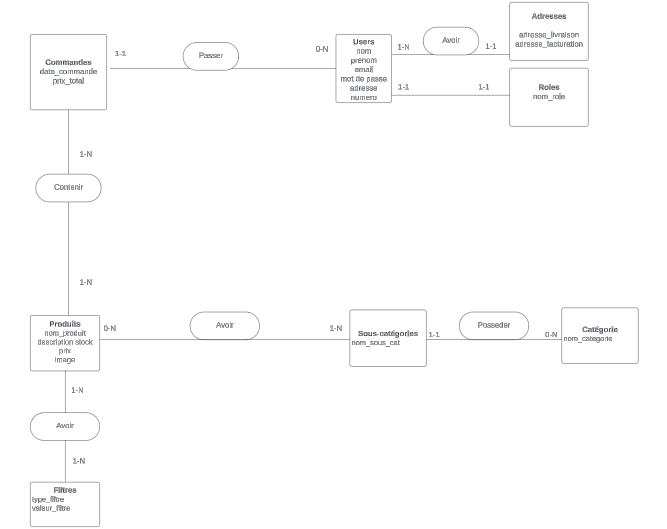 Adresses
adresse_livraison
adresse_facturation
Commandes
date_commande
prix_total
1-1
Passer
0-N
Users
nom
prenom
email
mot de passe
adresse
numero
1-N
Avoir
1-1
1-1
1-1
Roles
nom_role
1-N
Contenir
1-N
Produits
nom_produit
description stock
prix
image
0-N
Avoir
1-N
Sous-catégories
nom_sous_cat
1-1
Posseder
0-N
Catégorie
nom_categorie
1-N
Avoir
1-N
Filtres
type_filtre
valeur_filtre